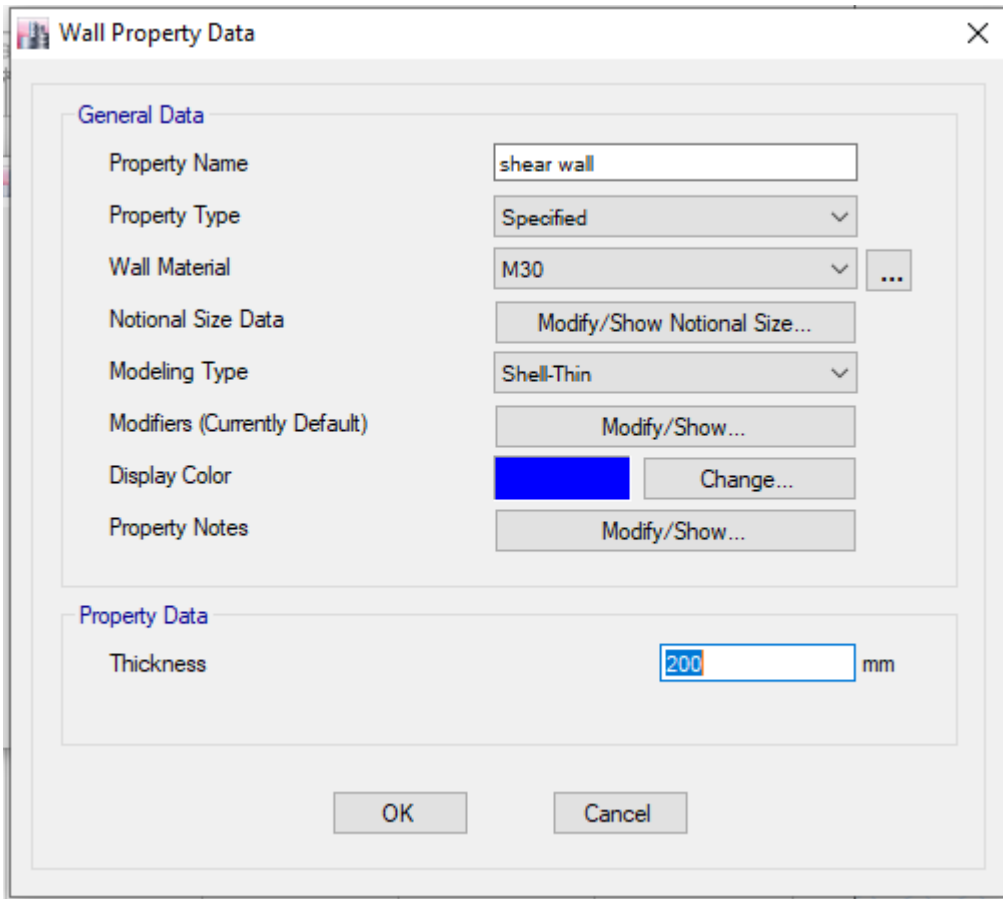 Wall Property Data
General Data
Property Name shear wall
Property Type Specified
Wall Material M30 ...
Notional Size Data Modify/Show Notional Size...
Modeling Type Shell-Thin
Modifiers (Currently Default) Modify/Show...
Display Color Change...
Property Notes Modify/Show...
Property Data
Thickness 200 mm
OK Cancel